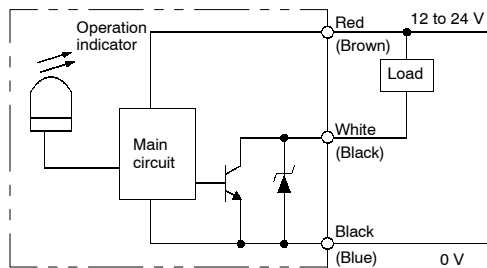 Operation
indicator
Red
(Brown)
12 to 24 V
Load
Main
circuit
White
(Black)
Black
(Blue)
0 V